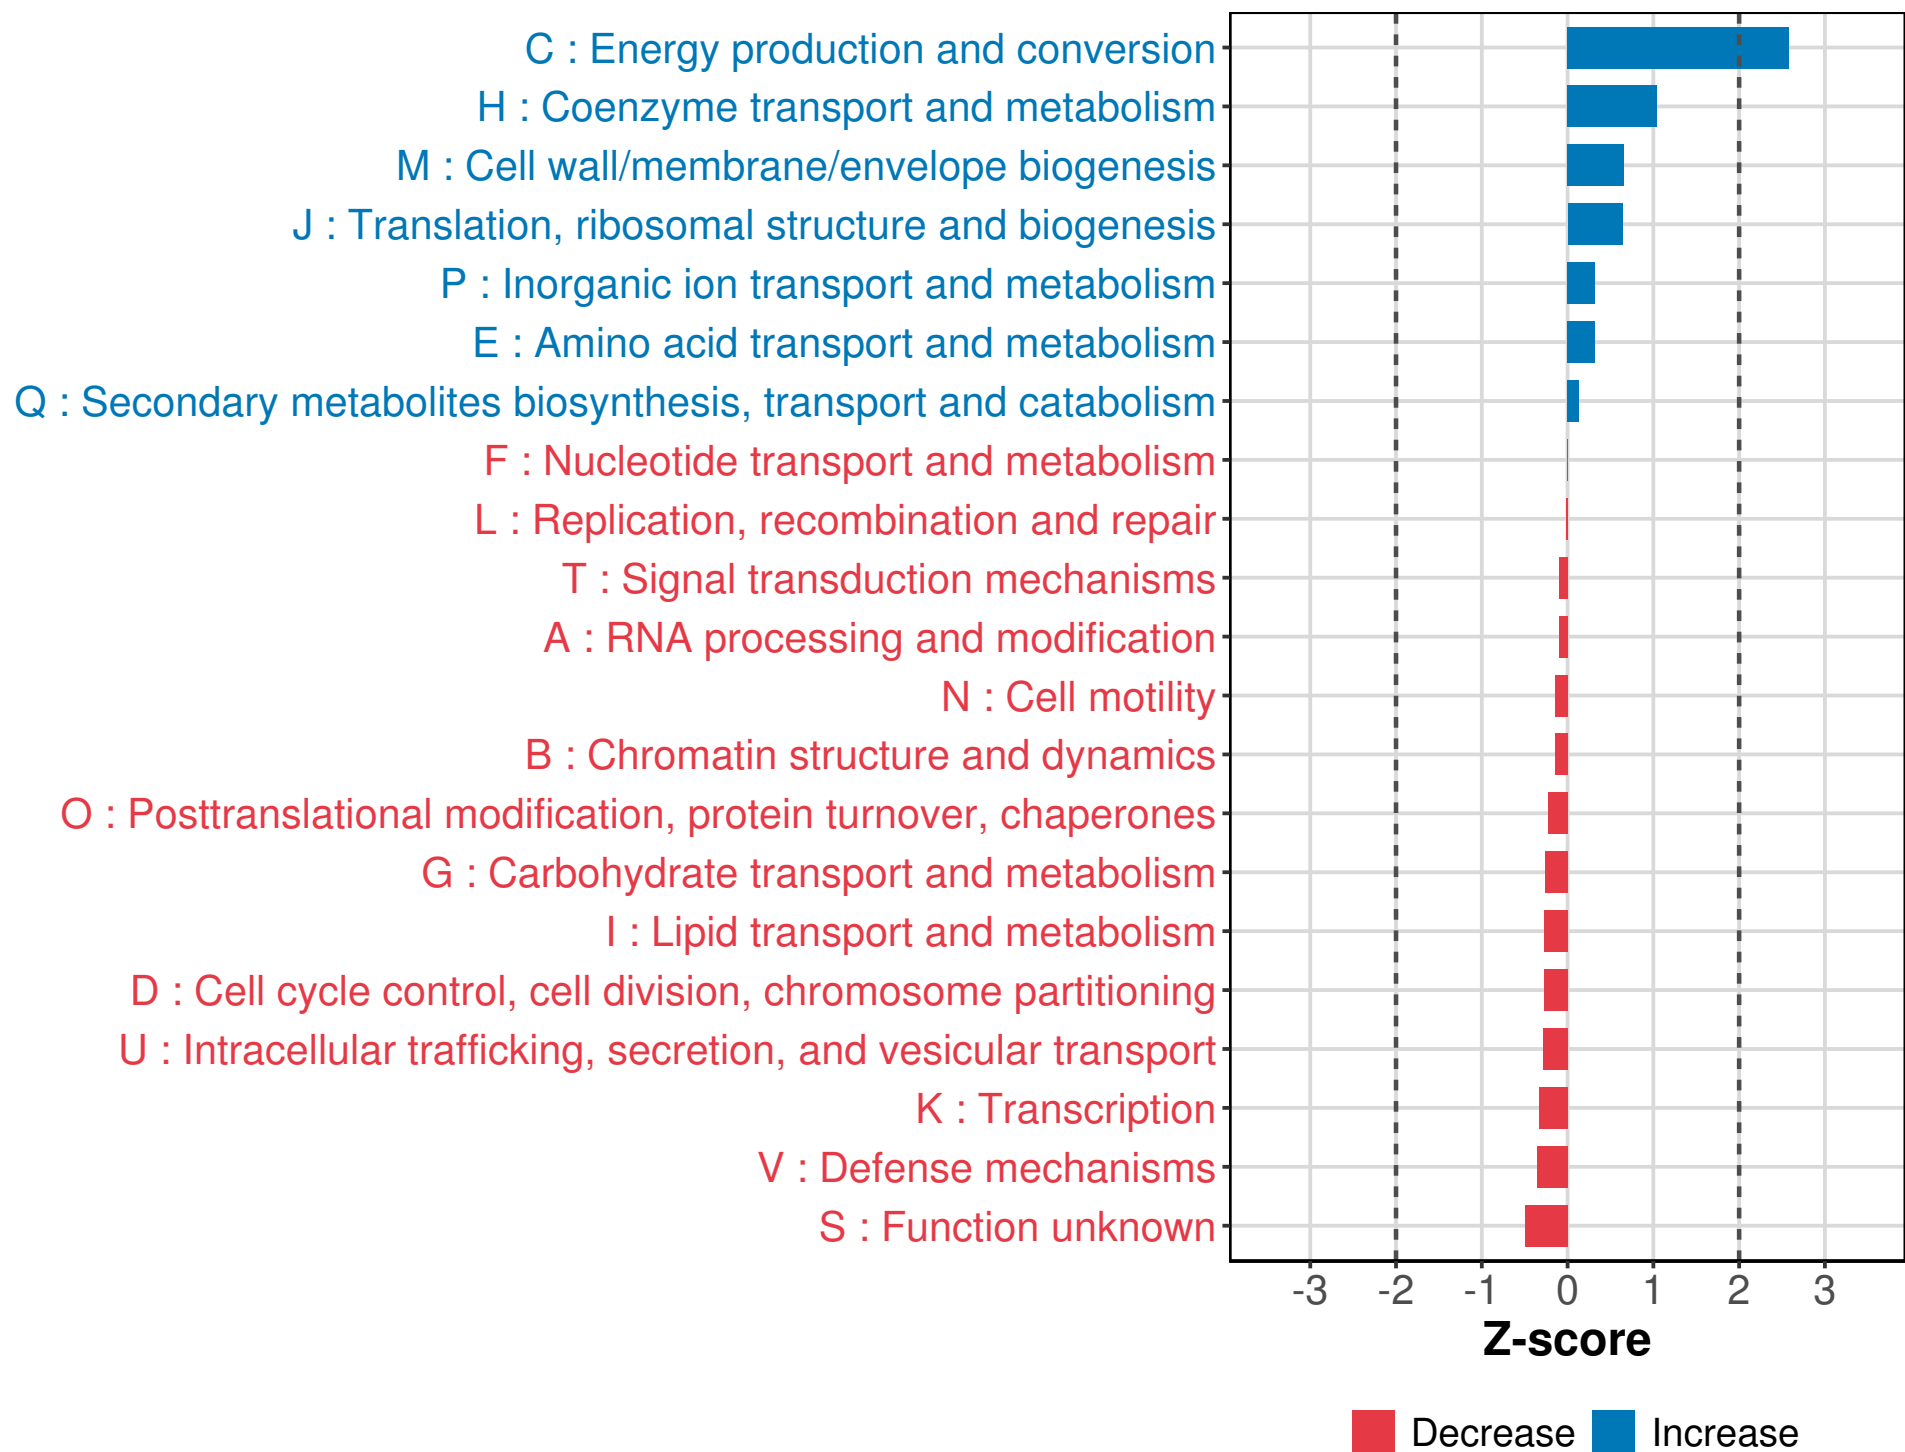 C : Energy production and conversion
H : Coenzyme transport and metabolism
M : Cell wall/membrane/envelope biogenesis
J : Translation, ribosomal structure and biogenesis
P : Inorganic ion transport and metabolism
E : Amino acid transport and metabolism
Q : Secondary metabolites biosynthesis, transport and catabolism
F : Nucleotide transport and metabolism
L : Replication, recombination and repair
T : Signal transduction mechanisms
A : RNA processing and modification
N : Cell motility
B : Chromatin structure and dynamics
O : Posttranslational modification, protein turnover, chaperones
G : Carbohydrate transport and metabolism
I : Lipid transport and metabolism
D : Cell cycle control, cell division, chromosome partitioning
U : Intracellular trafficking, secretion, and vesicular transport
K : Transcription
V : Defense mechanisms
S : Function unknown
-3 -2 -1 0 1 2 3
Z-score
Decrease Increase